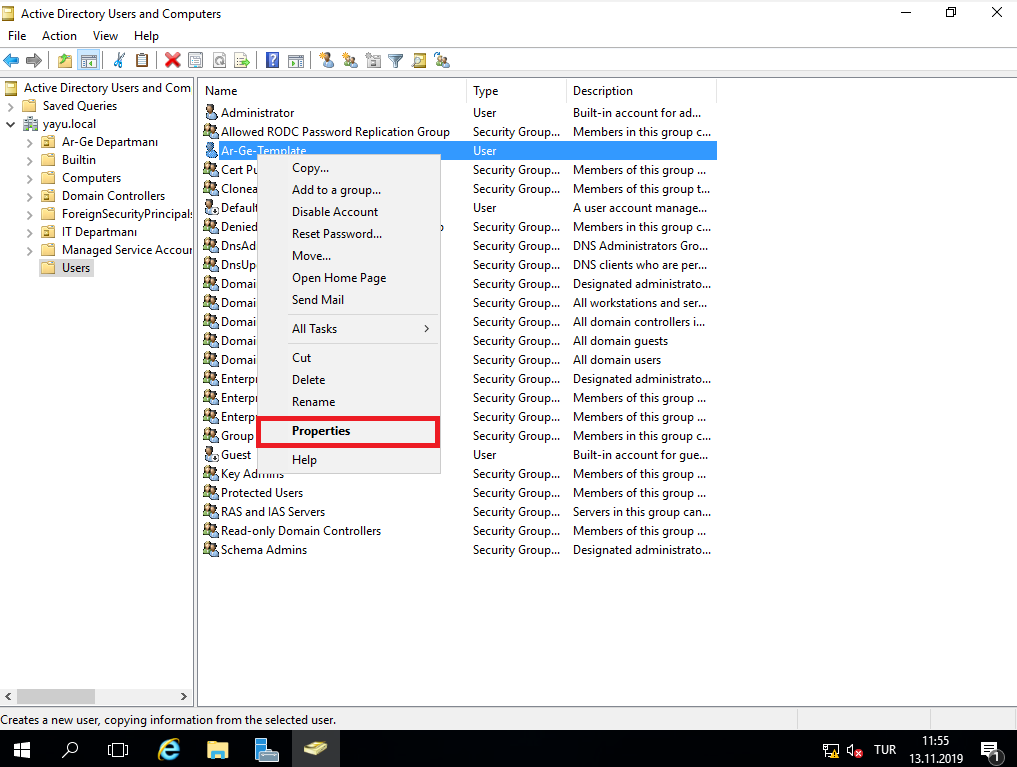 Active Directory Users and Computers
File Action View Help
Active Directory Users and Com
Saved Queries
yayu.local
Ar-Ge Departmanı
Builtin
Computers
Domain Controllers
ForeignSecurityPrincipals
IT Departmanı
Managed Service Accour
Users
Name Type Description
Administrator User Built-in account for ad...
Allowed RODC Password Replication Group Security Group... Members in this group c...
Ar-Ge-Template User
Cert Pu Security Group... Members of this group ...
Clonea Security Group... Members of this group t...
Default User A user account manage...
Denied Security Group... Members in this group c...
DnsAd Security Group... DNS Administrators Gro...
DnsUp Security Group... DNS clients who are per...
Domai Security Group... Designated administrato...
Domai Security Group... All workstations and ser...
Domai Security Group... All domain controllers i...
Domai Security Group... All domain guests
Domai Security Group... All domain users
Enterpr Security Group... Designated administrato...
Enterpr Security Group... Members of this group ...
Enterpr Security Group... Members of this group ...
Group Security Group... Members in this group c...
Guest User Built-in account for gue...
Key Admins Security Group... Members of this group ...
Protected Users Security Group... Members of this group ...
RAS and IAS Servers Security Group... Servers in this group can...
Read-only Domain Controllers Security Group... Members of this group ...
Schema Admins Security Group... Designated administrato...
Copy...
Add to a group...
Disable Account
Reset Password...
Move...
Open Home Page
Send Mail
All Tasks
Cut
Delete
Rename
Properties
Help
Creates a new user, copying information from the selected user.
TUR
11:55
13.11.2019
1